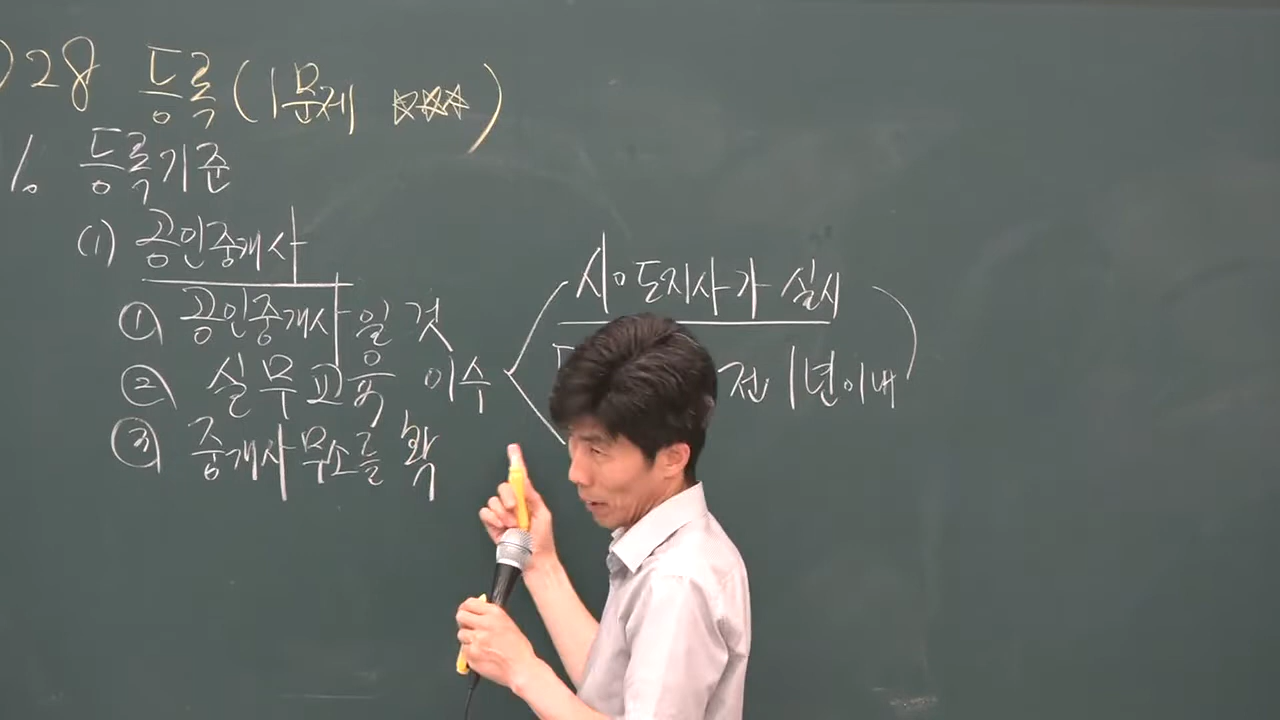 )28 등록(1문제 ☆☆☆)
1. 등록기준
(1) 공인중개사
① 공인중개사일 것
② 실무교육 이수
시·도지사가 실시
전 1년이내
③ 중개사무소를 확